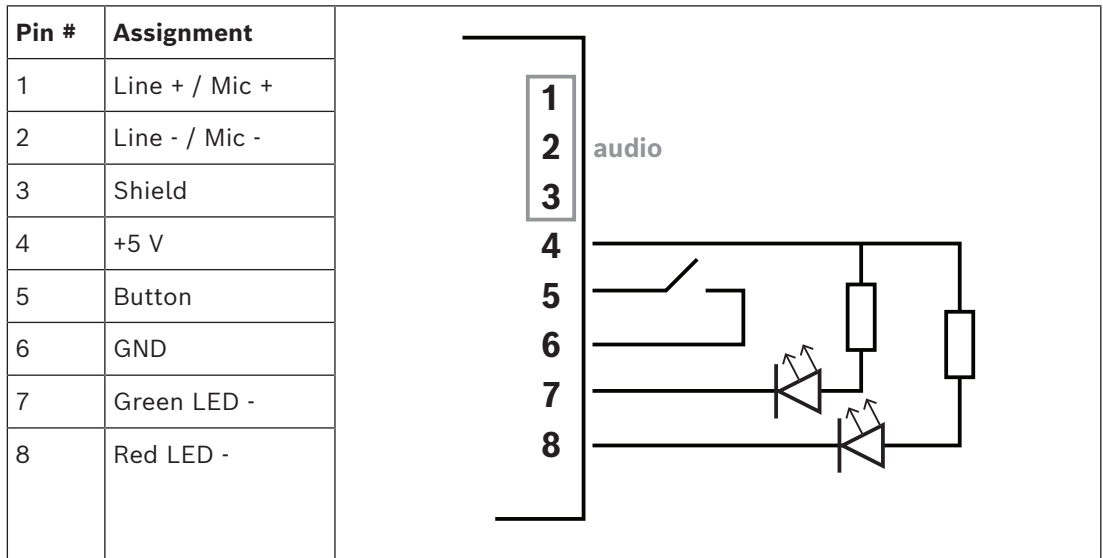 Pin # Assignment
1 Line + / Mic +
2 Line - / Mic -
3 Shield
4 +5 V
5 Button
6 GND
7 Green LED -
8 Red LED -
1
2 audio
3
4
5
6
7
8